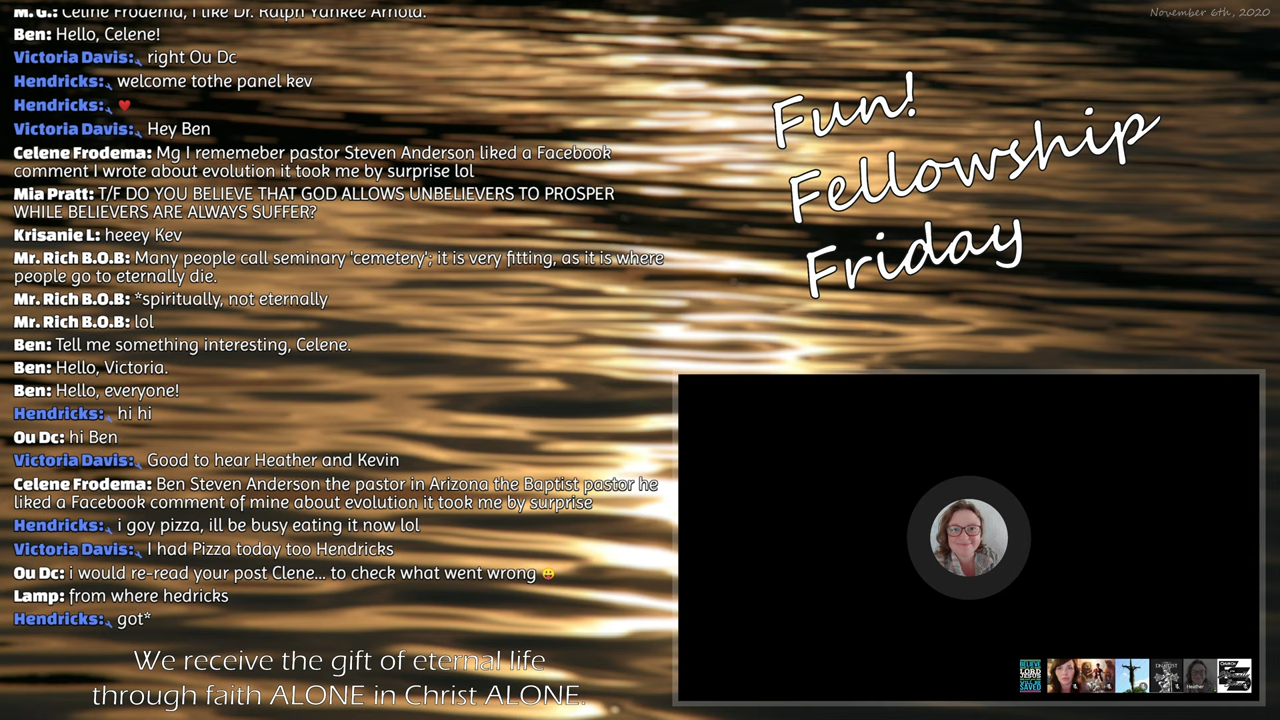 M. G.: Celine Frodema, I like Dr. Ralph Yankee Arnold.
Ben: Hello, Celene!
Victoria Davis: right Ou Dc
Hendricks: welcome tothe panel kev
Hendricks: ♥
Victoria Davis: Hey Ben
Celene Frodema: Mg I rememeber pastor Steven Anderson liked a Facebook
comment I wrote about evolution it took me by surprise lol
Mia Pratt: T/F DO YOU BELIEVE THAT GOD ALLOWS UNBELIEVERS TO PROSPER
WHILE BELIEVERS ARE ALWAYS SUFFER?
Krisanie L: heeey Kev
Mr. Rich B.O.B: Many people call seminary 'cemetery'; it is very fitting, as it is where
people go to eternally die.
Mr. Rich B.O.B: *spiritually, not eternally
Mr. Rich B.O.B: lol
Ben: Tell me something interesting, Celene.
Ben: Hello, Victoria.
Ben: Hello, everyone!
Hendricks: hi hi
Ou Dc: hi Ben
Victoria Davis: Good to hear Heather and Kevin
Celene Frodema: Ben Steven Anderson the pastor in Arizona the Baptist pastor he
liked a Facebook comment of mine about evolution it took me by surprise
Hendricks: i goy pizza, ill be busy eating it now lol
Victoria Davis: I had Pizza today too Hendricks
Ou Dc: i would re-read your post Clene... to check what went wrong 😛
Lamp: from where hedricks
Hendricks: got*
We receive the gift of eternal life
through faith ALONE in Christ ALONE.
November 6th, 2020
Fun!
Fellowship
Friday
BELIEVE
LORD
JESUS
SAVED
Heather